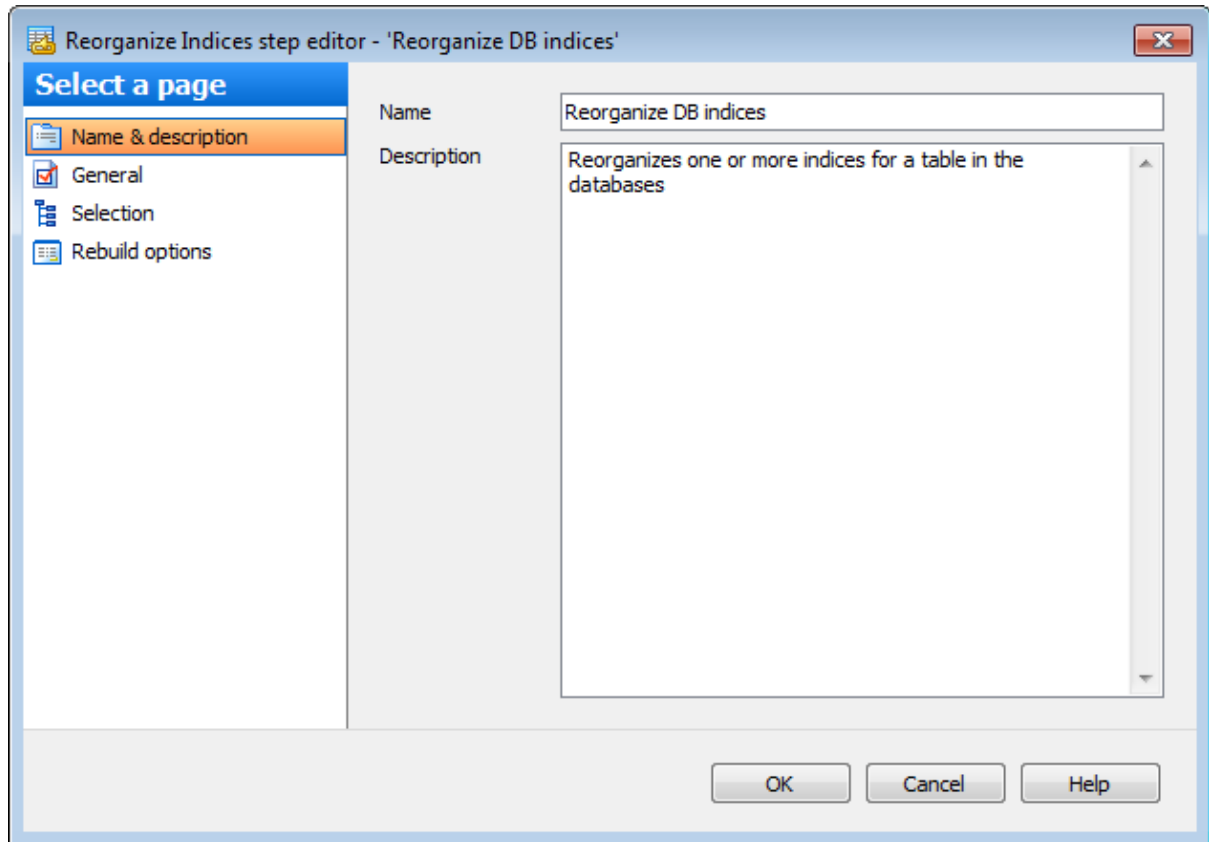 Reorganize Indices step editor - 'Reorganize DB indices'
Select a page
Name & description
General
Selection
Rebuild options
Name
Reorganize DB indices
Description
Reorganizes one or more indices for a table in the
databases
OK
Cancel
Help